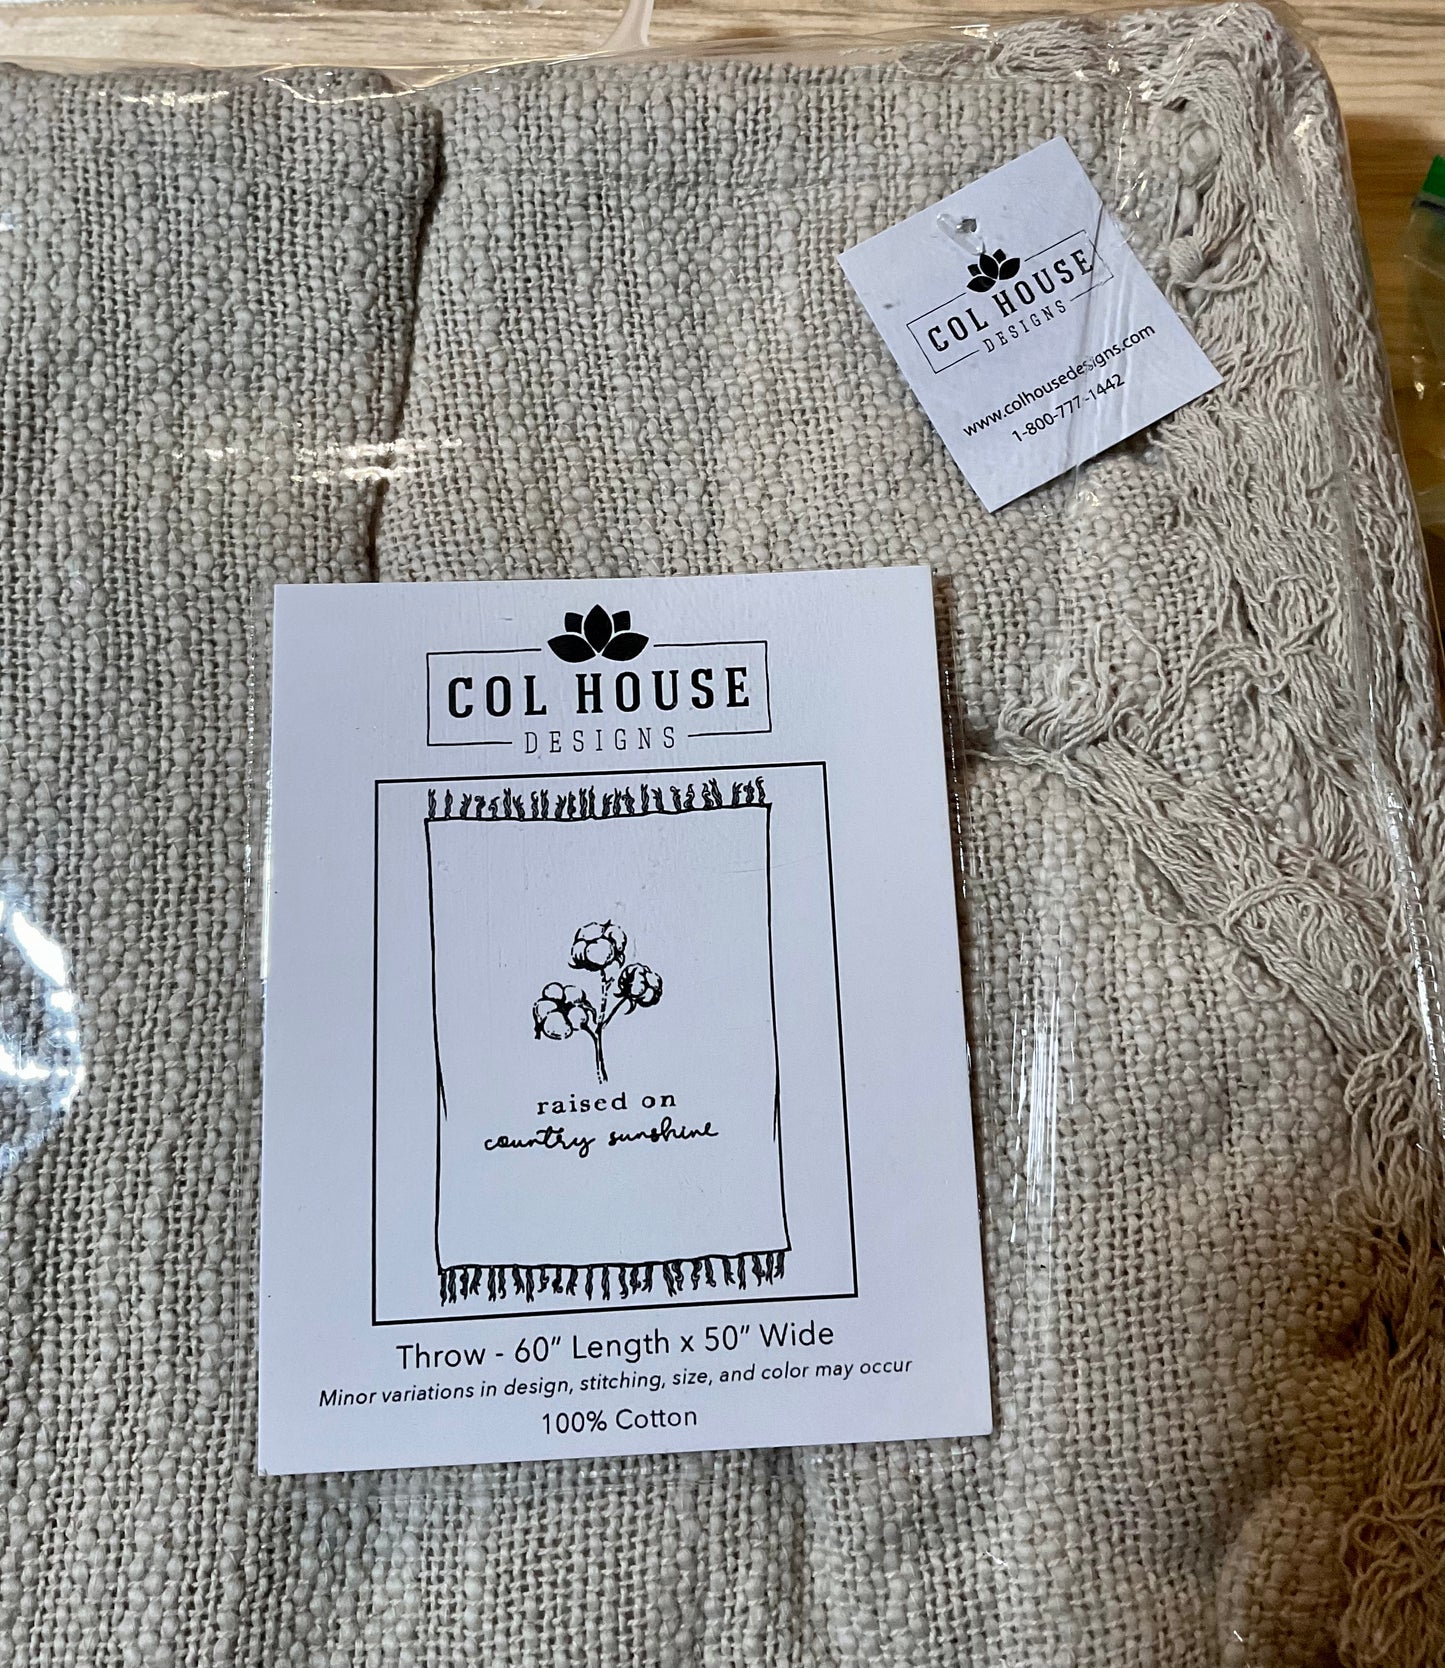 COL HOUSE
DESIGNS
www.colhousedesigns.com
1-800-777-1442
COL HOUSE
DESIGNS
raised on
country sunshine
Throw - 60" Length x 50" Wide
Minor variations in design, stitching, size, and color may occur
100% Cotton